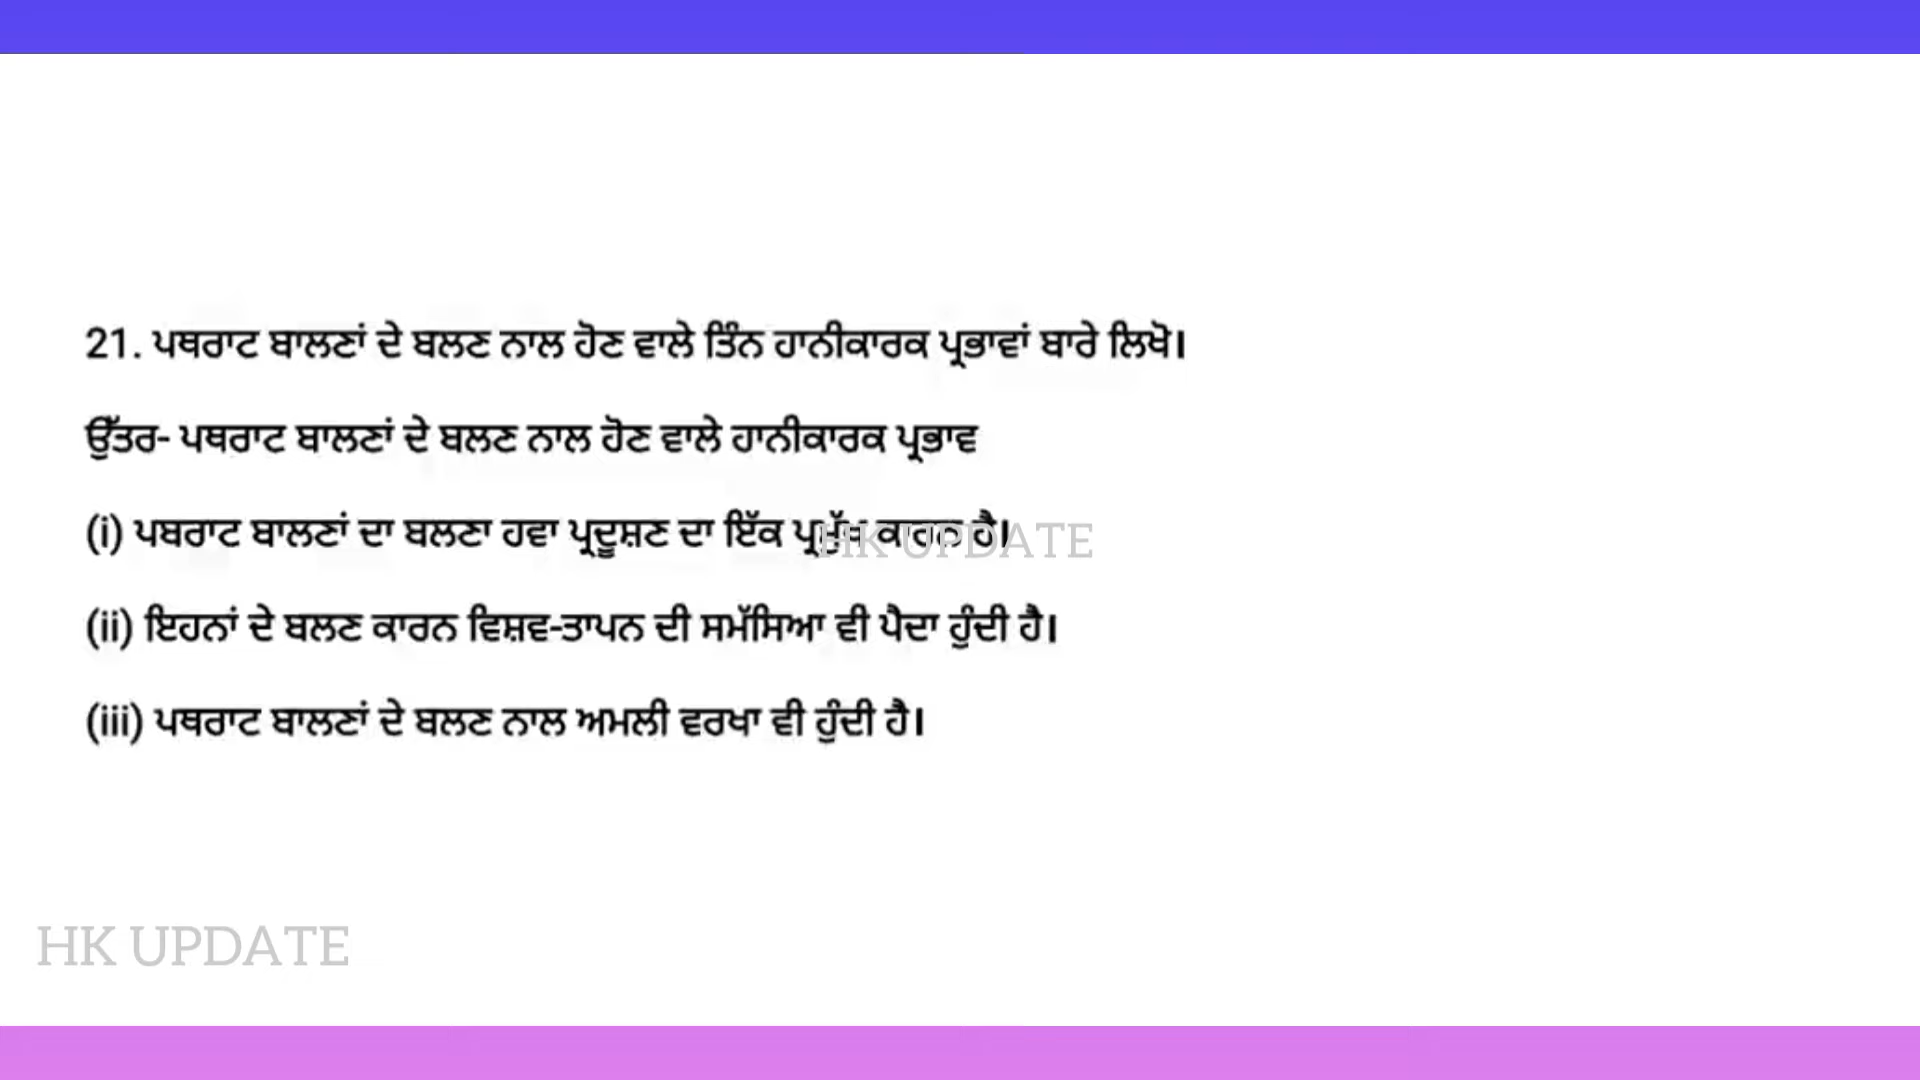 21. ਪਥਰਾਟ ਬਾਲਣਾਂ ਦੇ ਬਲਣ ਨਾਲ ਹੋਣ ਵਾਲੇ ਤਿੰਨ ਹਾਨੀਕਾਰਕ ਪ੍ਰਭਾਵਾਂ ਬਾਰੇ ਲਿਖੋ।
ਉੱਤਰ- ਪਥਰਾਟ ਬਾਲਣਾਂ ਦੇ ਬਲਣ ਨਾਲ ਹੋਣ ਵਾਲੇ ਹਾਨੀਕਾਰਕ ਪ੍ਰਭਾਵ
(i) ਪਬਰਾਟ ਬਾਲਣਾਂ ਦਾ ਬਲਣਾ ਹਵਾ ਪ੍ਰਦੂਸ਼ਣ ਦਾ ਇੱਕ ਪ੍ਰਮੁੱਖ ਕਾਰਨ ਹੈ।
HK UPDATE
(ii) ਇਹਨਾਂ ਦੇ ਬਲਣ ਕਾਰਨ ਵਿਸ਼ਵ-ਤਾਪਨ ਦੀ ਸਮੱਸਿਆ ਵੀ ਪੈਦਾ ਹੁੰਦੀ ਹੈ।
(iii) ਪਥਰਾਟ ਬਾਲਣਾਂ ਦੇ ਬਲਣ ਨਾਲ ਅਮਲੀ ਵਰਖਾ ਵੀ ਹੁੰਦੀ ਹੈ।
HK UPDATE